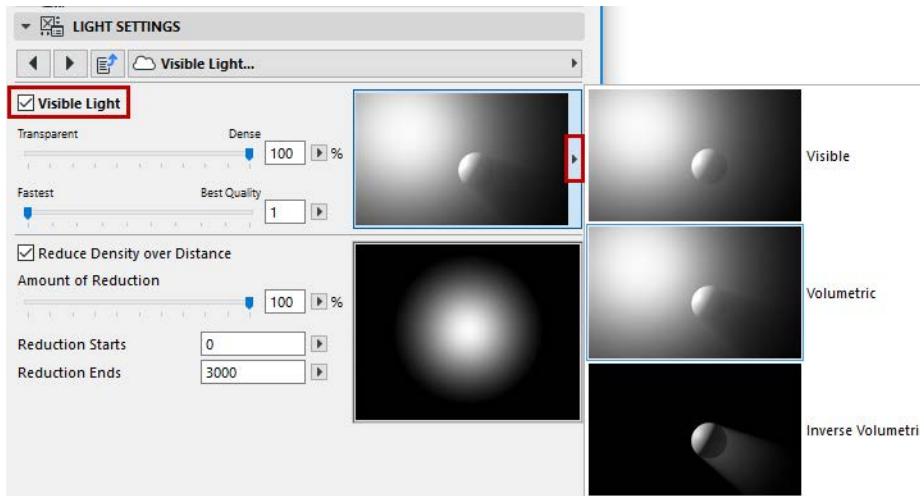 LIGHT SETTINGS
Visible Light...
Visible Light
Transparent Dense
100 %
Fastest Best Quality
1
Reduce Density over Distance
Amount of Reduction
100 %
Reduction Starts 0
Reduction Ends 3000
Visible
Volumetric
Inverse Volumetri